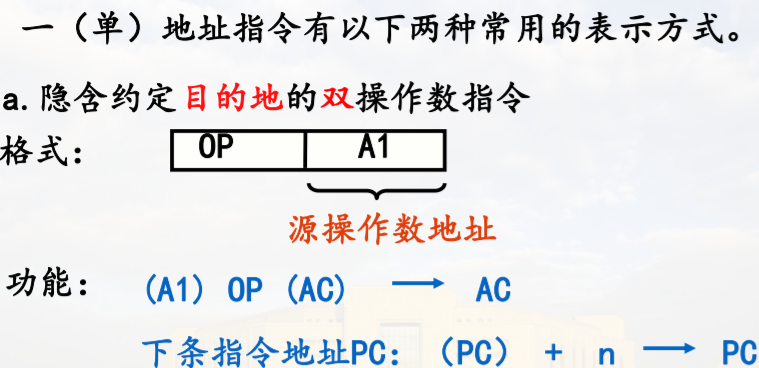 一（单）地址指令有以下两种常用的表示方式。
a.隐含约定目的地的双操作数指令
格式： OP A1
源操作数地址
功能： (A1) OP (AC) → AC
下条指令地址PC：（PC） + n → PC